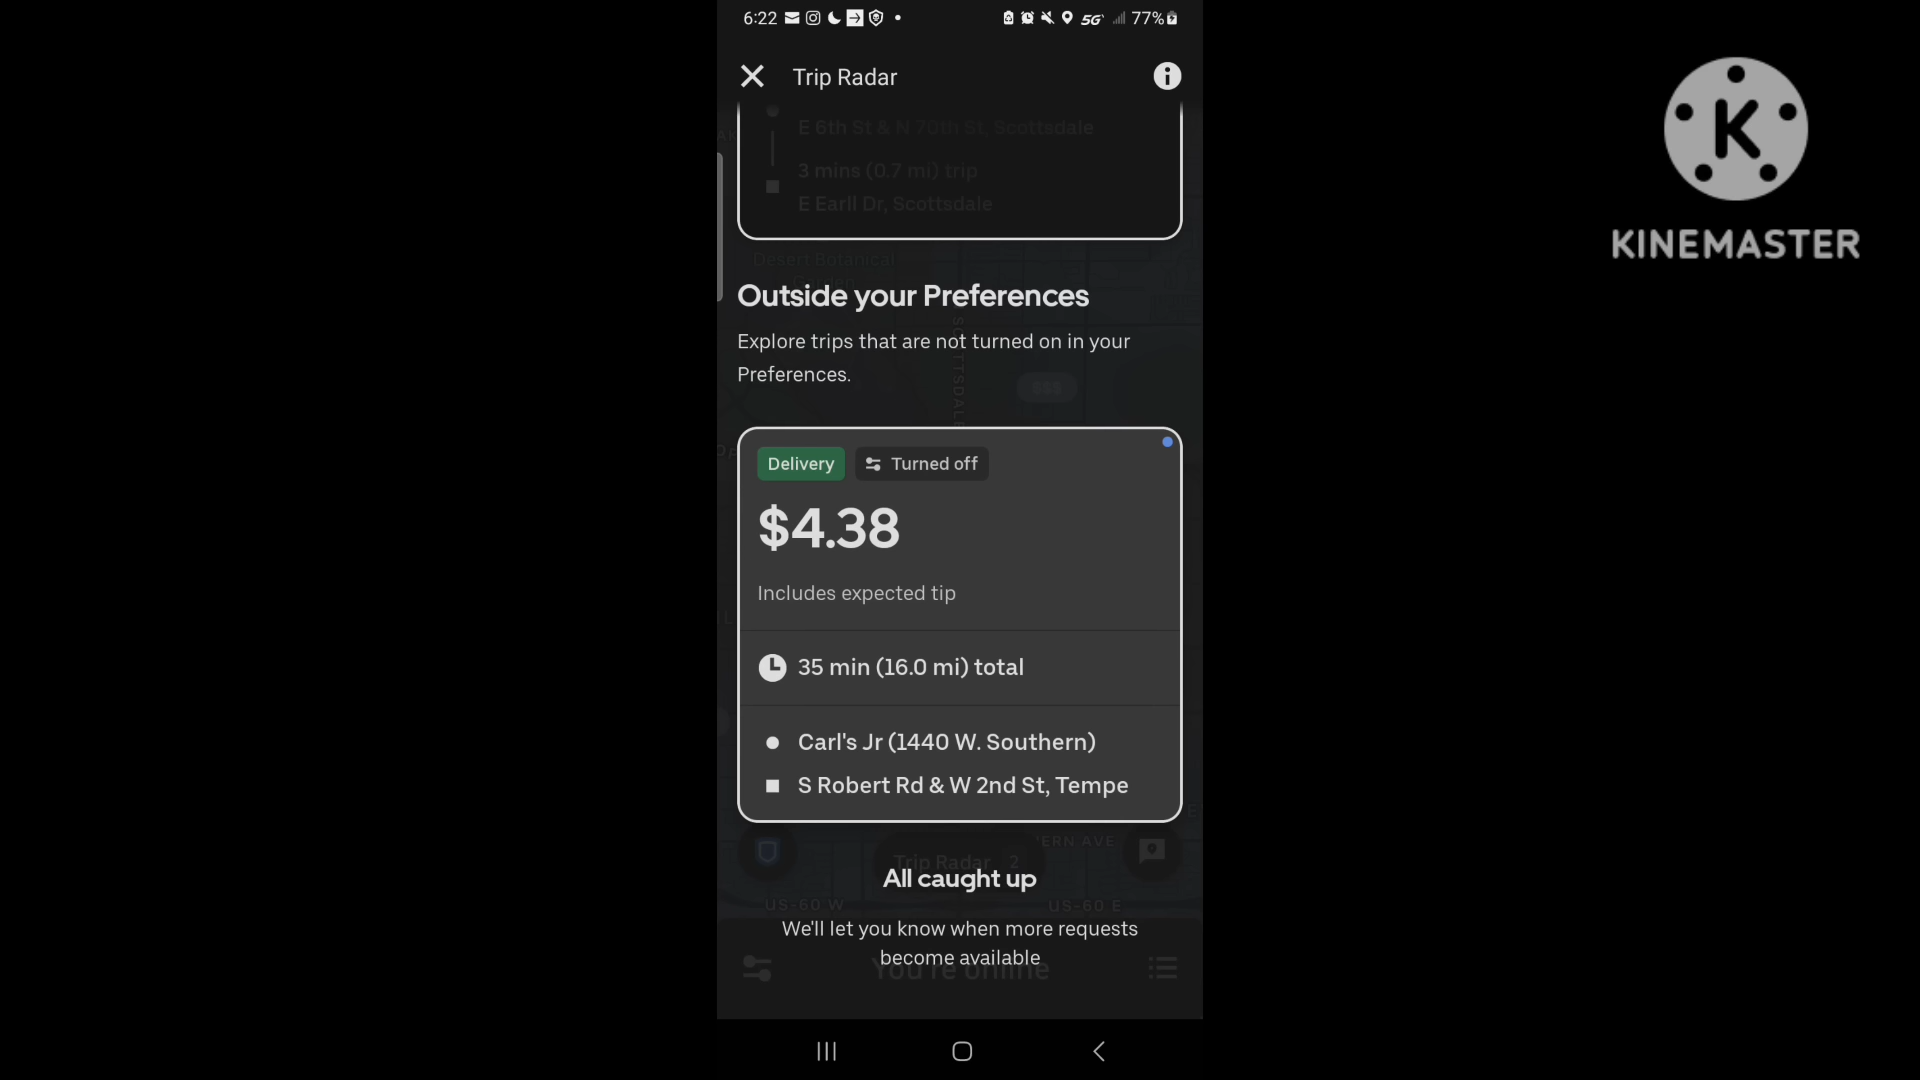 6:22
5G
77%
Trip Radar
E 6th St & N 70th St, Scottsdale
3 mins (0.7 mi) trip
E Earll Dr, Scottsdale
Desert Botanical
Outside your Preferences
Explore trips that are not turned on in your
Preferences.
SCOTTSDALE
$$$
Delivery
Turned off
$4.38
Includes expected tip
35 min (16.0 mi) total
Carl's Jr (1440 W. Southern)
S Robert Rd & W 2nd St, Tempe
ERN AVE
Trip Radar 2
All caught up
US-60 W
US-60 E
We'll let you know when more requests
become available
You're online
K
KINEMASTER